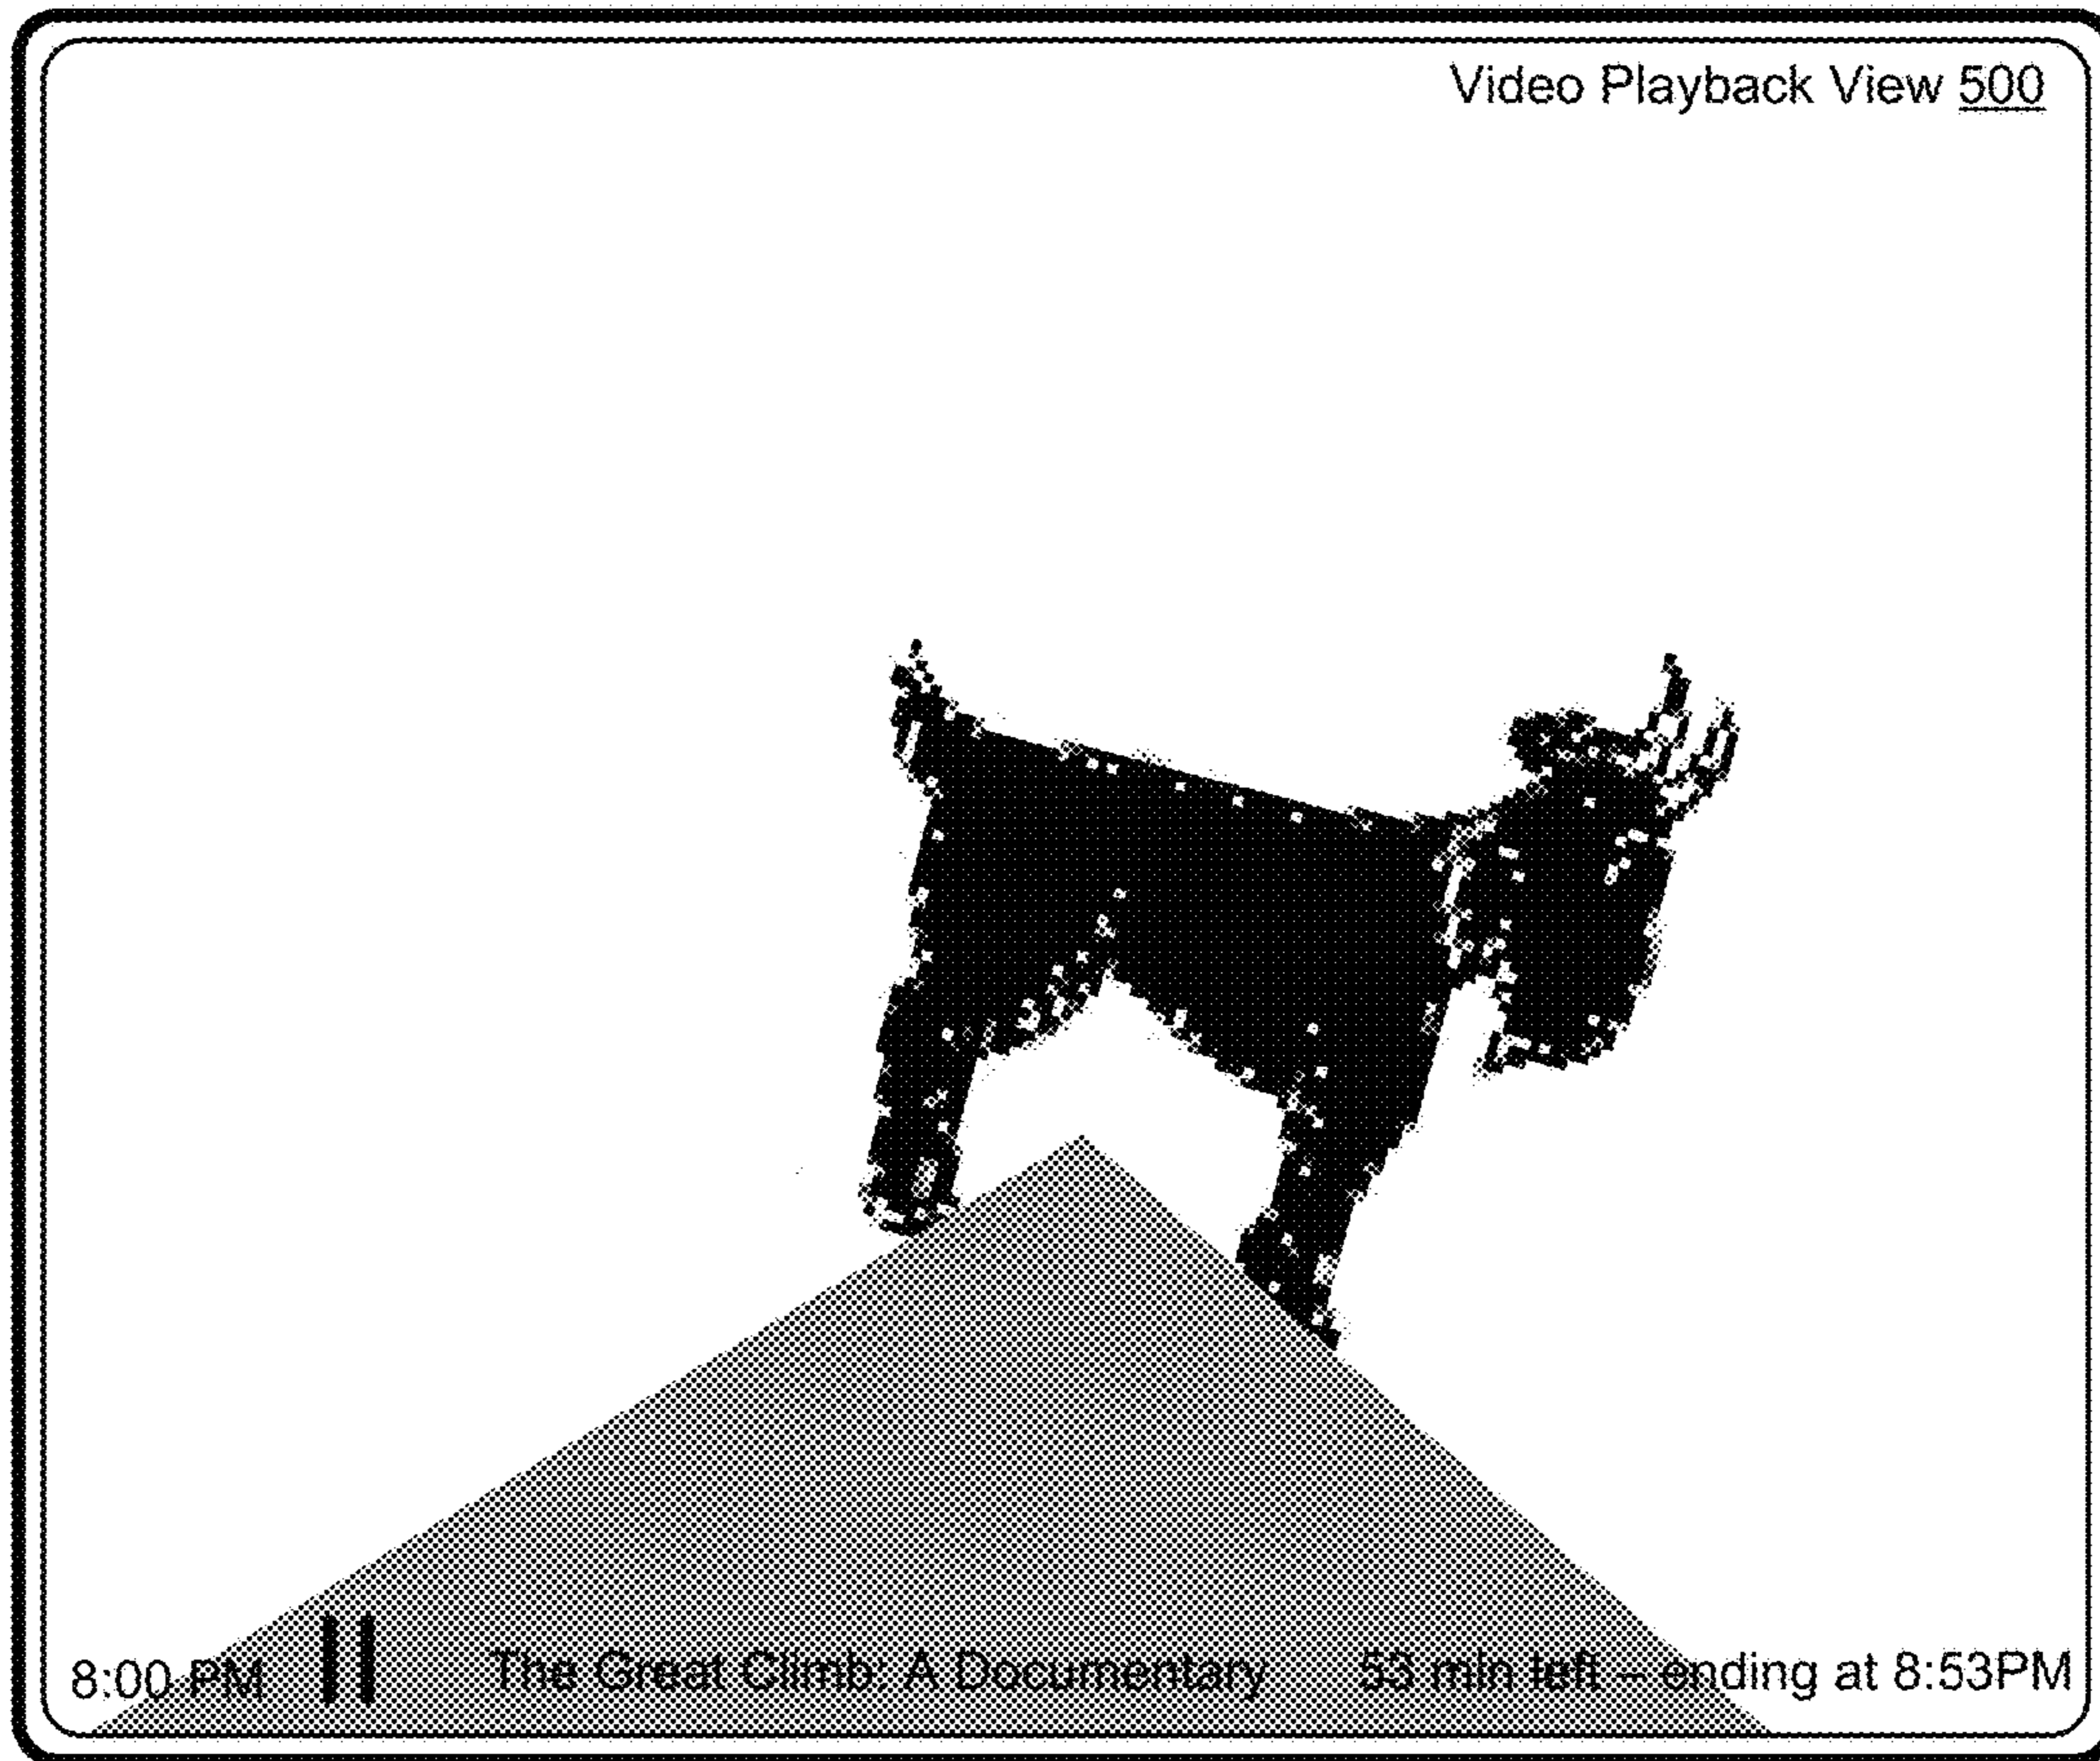 Video Playback View 500
8:00 PM The Great Climb: A Documentary 53 min left – ending at 8:53PM